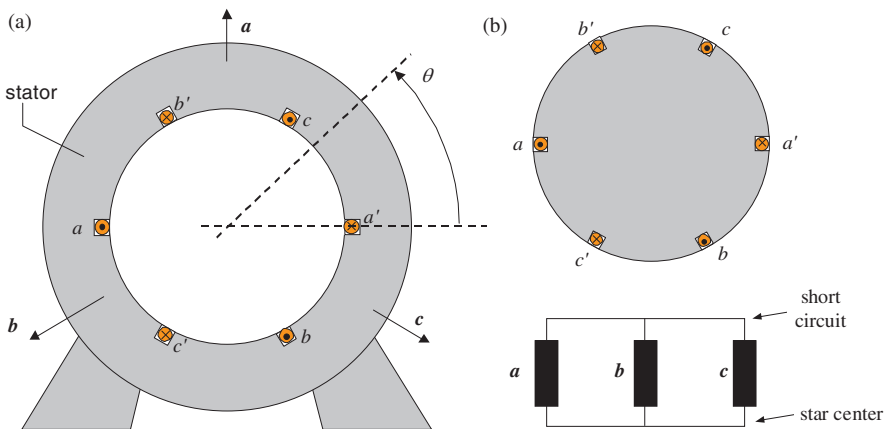 (a)
a
θ
stator
b'
c
a
a'
b
c
c'
b
(b)
b'
c
a
a'
c'
b
short
circuit
a
b
c
star center